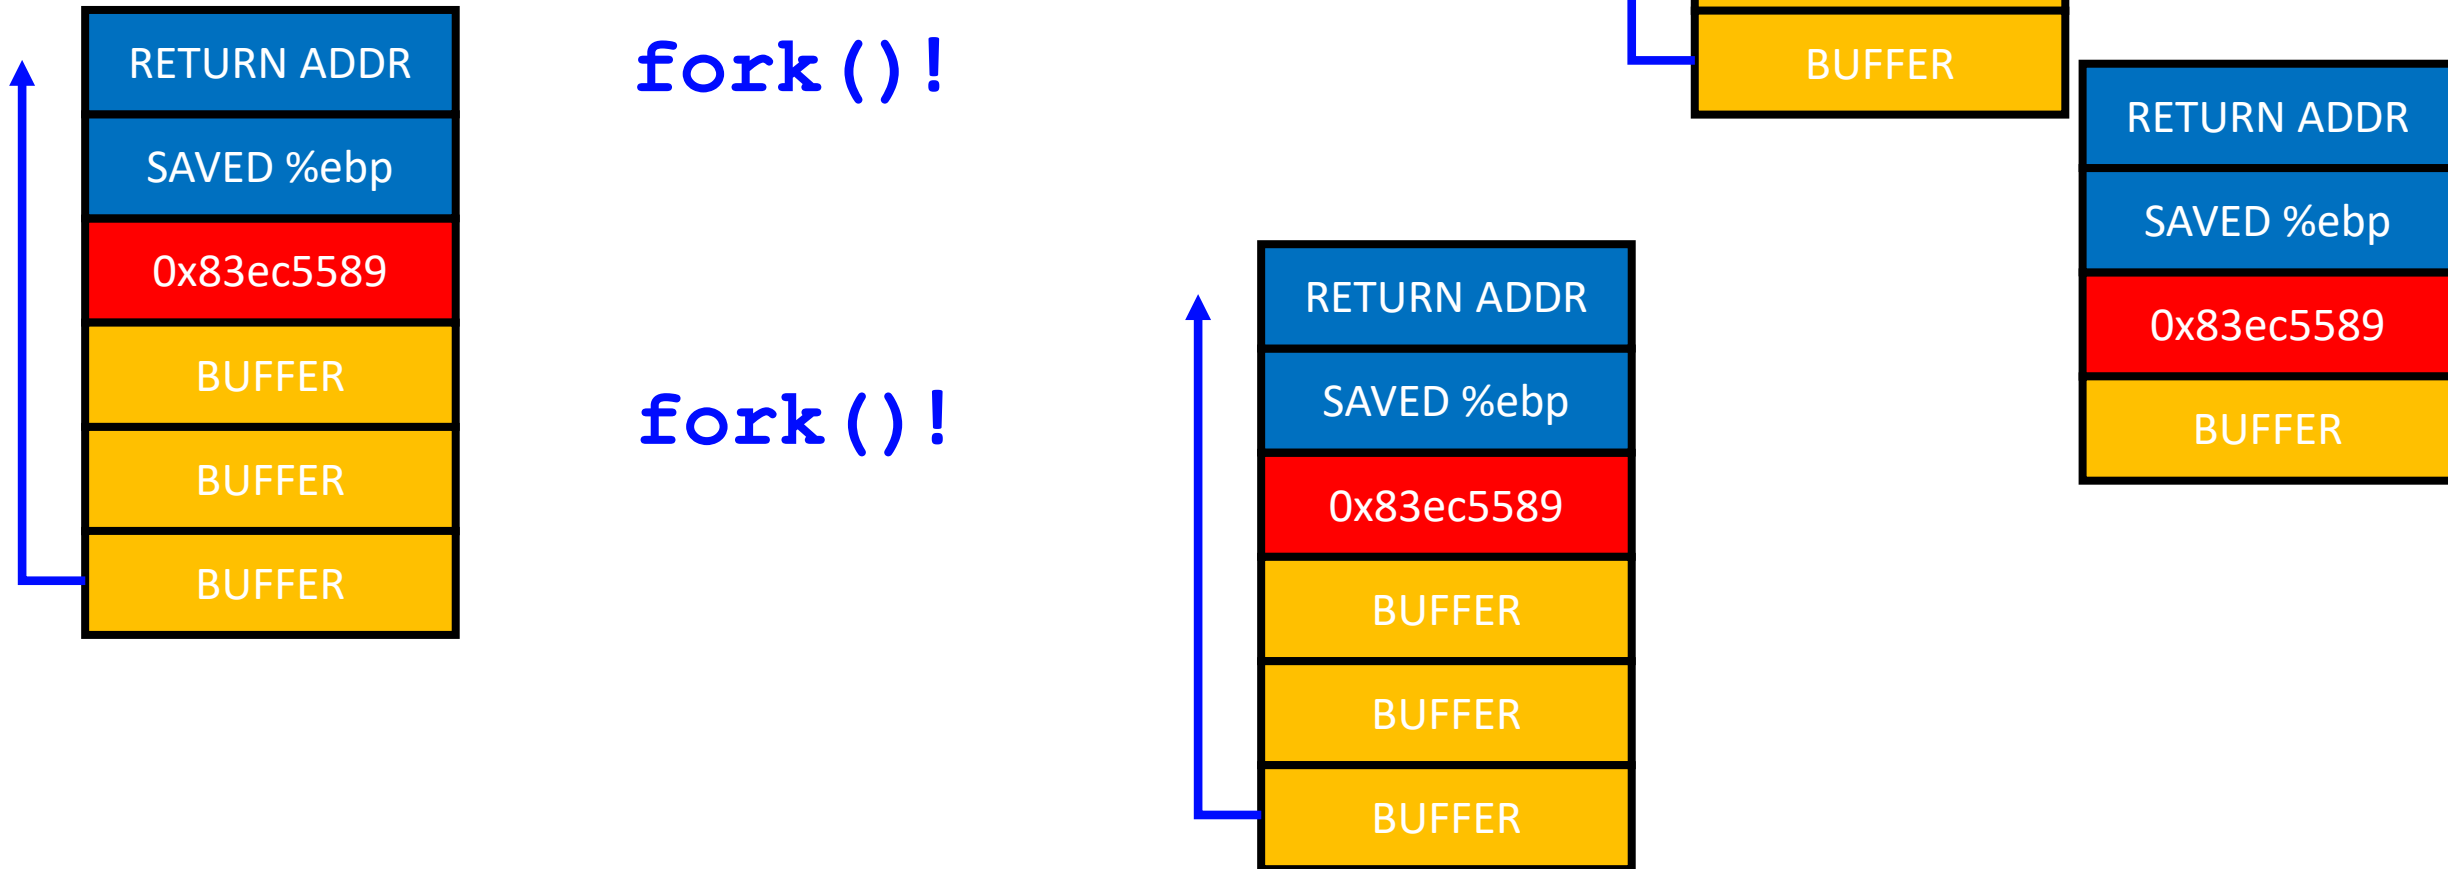 RETURN ADDR
SAVED %ebp
0x83ec5589
BUFFER
BUFFER
BUFFER
fork()!
fork()!
BUFFER
RETURN ADDR
SAVED %ebp
0x83ec5589
BUFFER
BUFFER
BUFFER
RETURN ADDR
SAVED %ebp
0x83ec5589
BUFFER